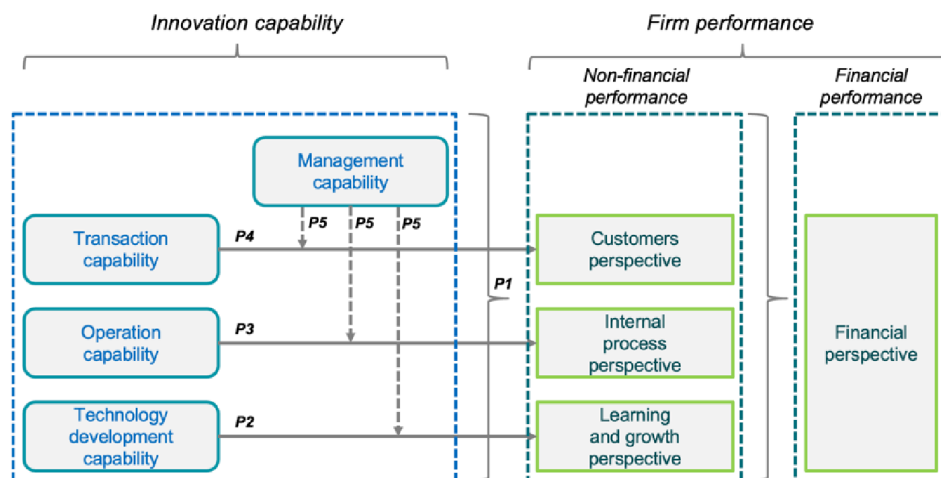 Innovation capability
Firm performance
Non-financial
performance
Financial
performance
Management
capability
P5
P5
P5
Transaction
capability
P4
Customers
perspective
P1
Operation
capability
P3
Internal
process
perspective
Financial
perspective
Technology
development
capability
P2
Learning
and growth
perspective